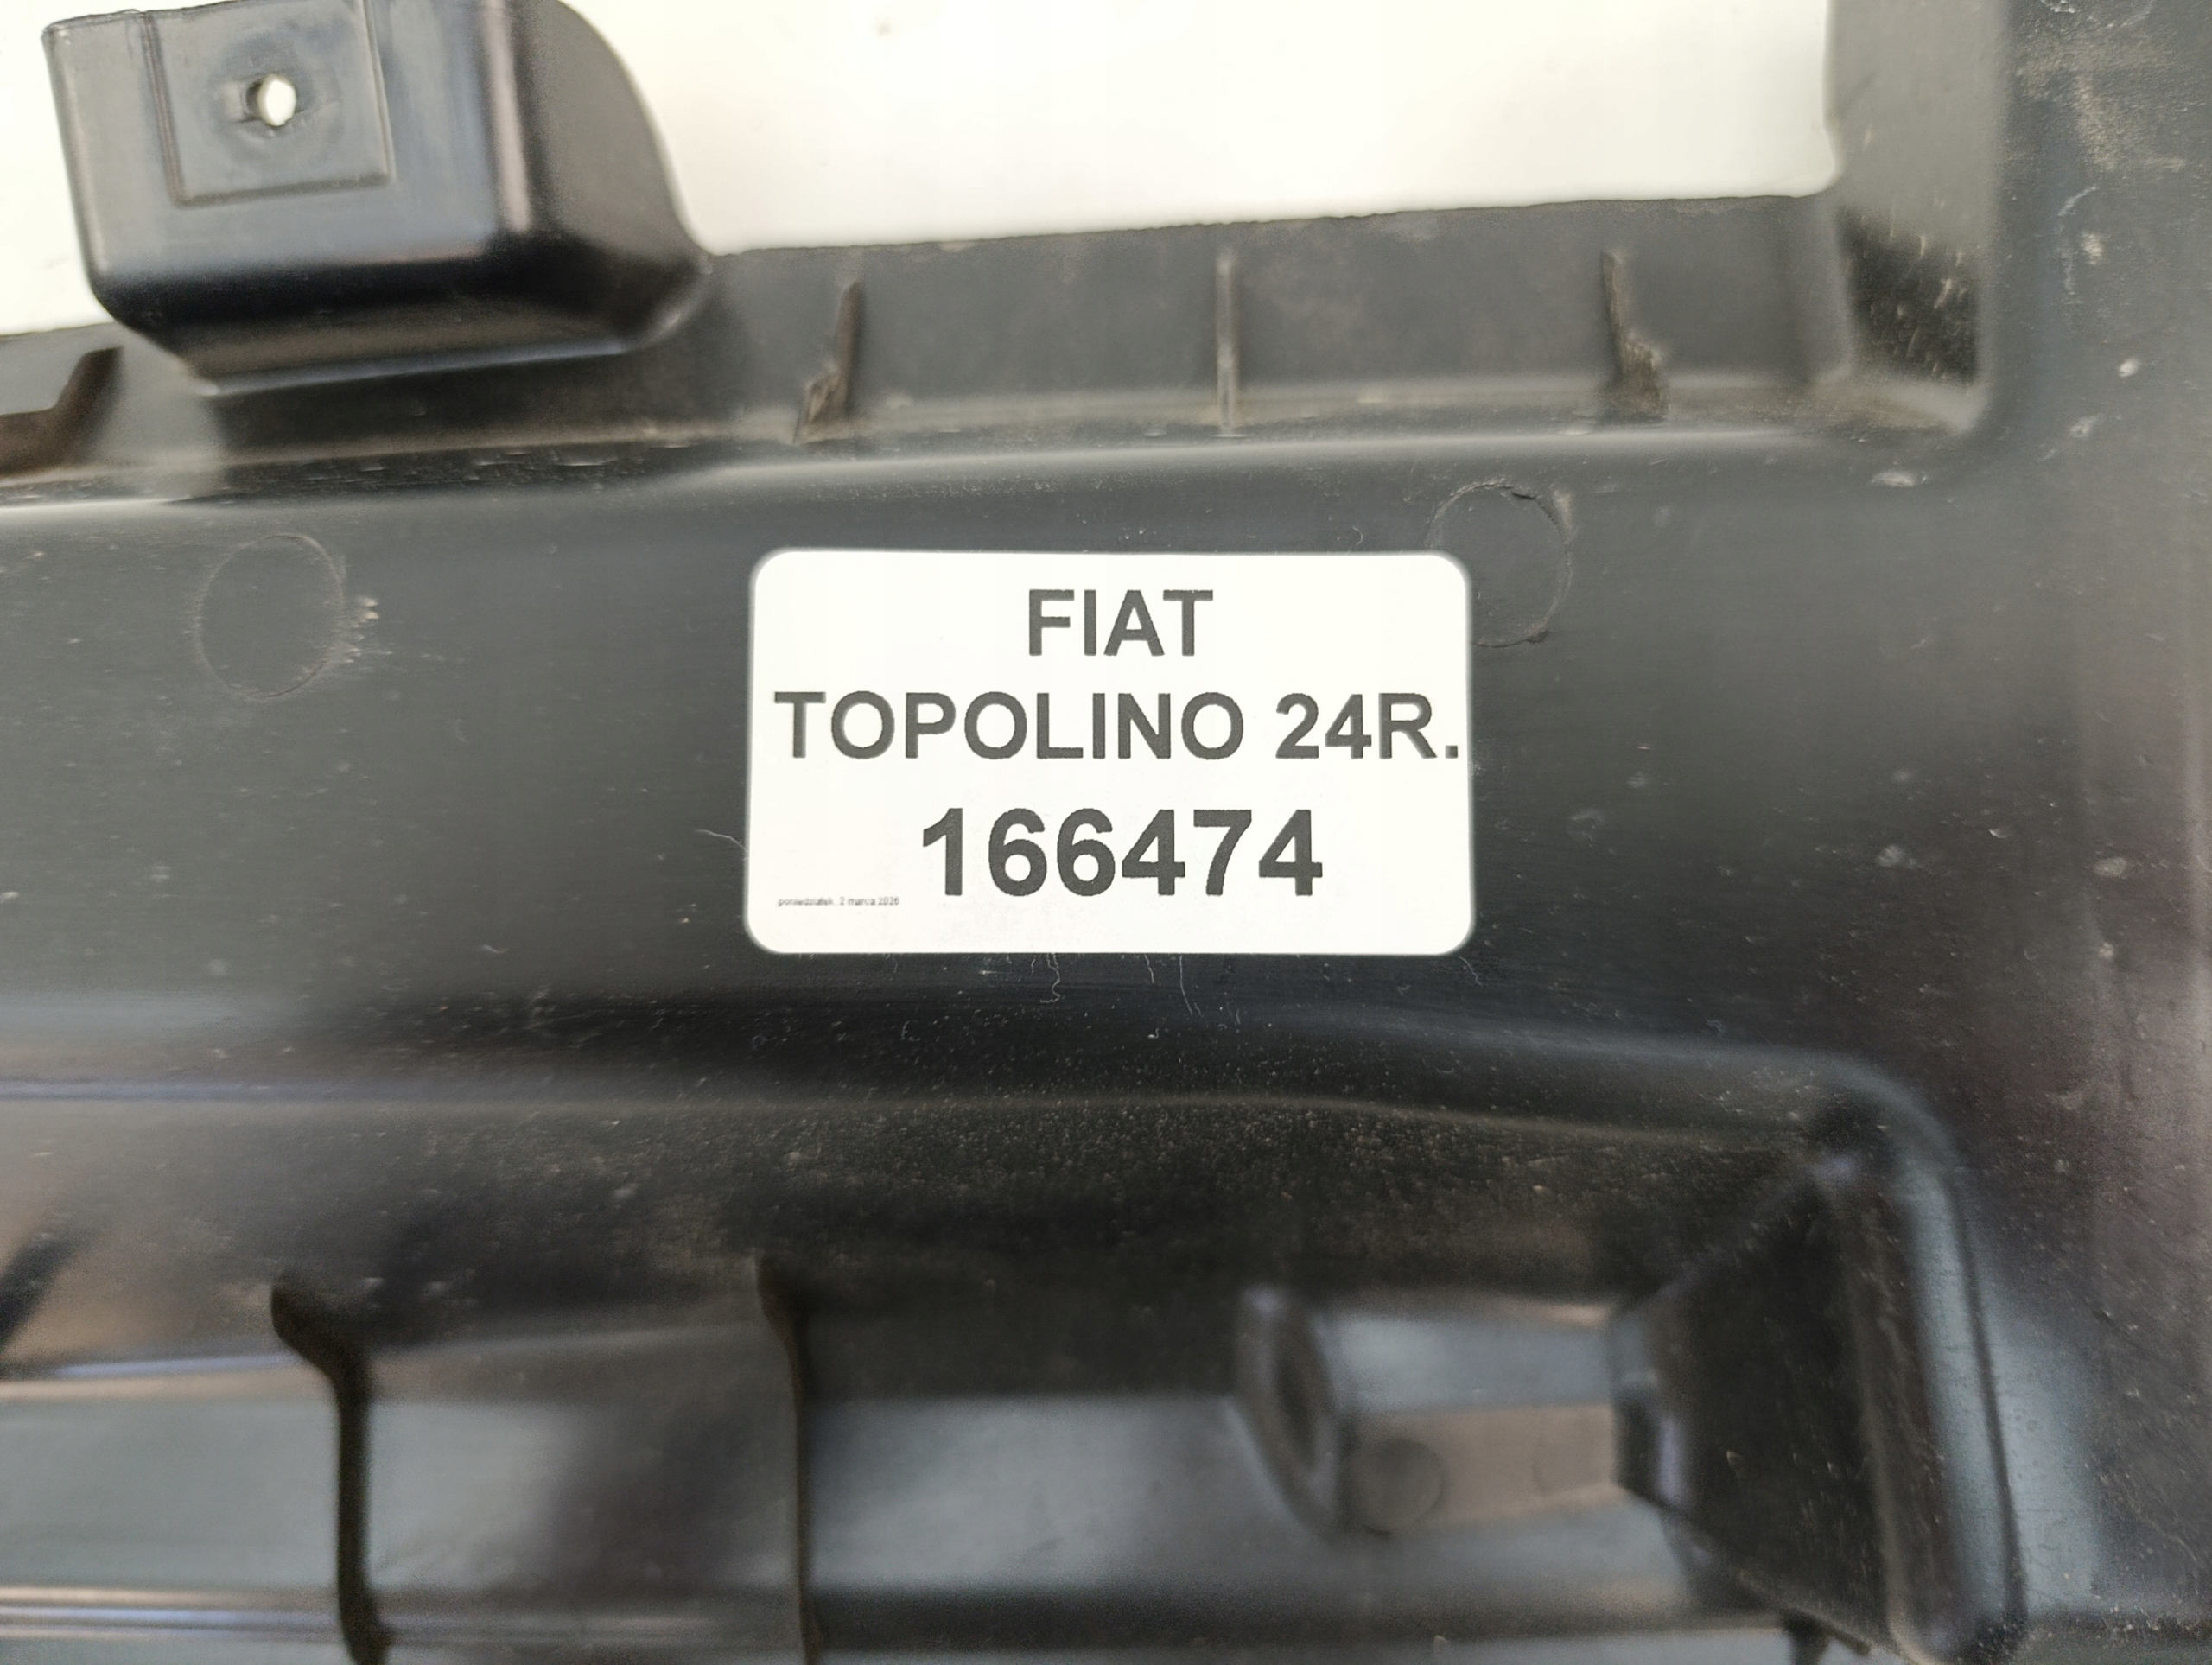 FIAT
TOPOLINO 24R.
166474
poniedziałek, 2 marca 2026